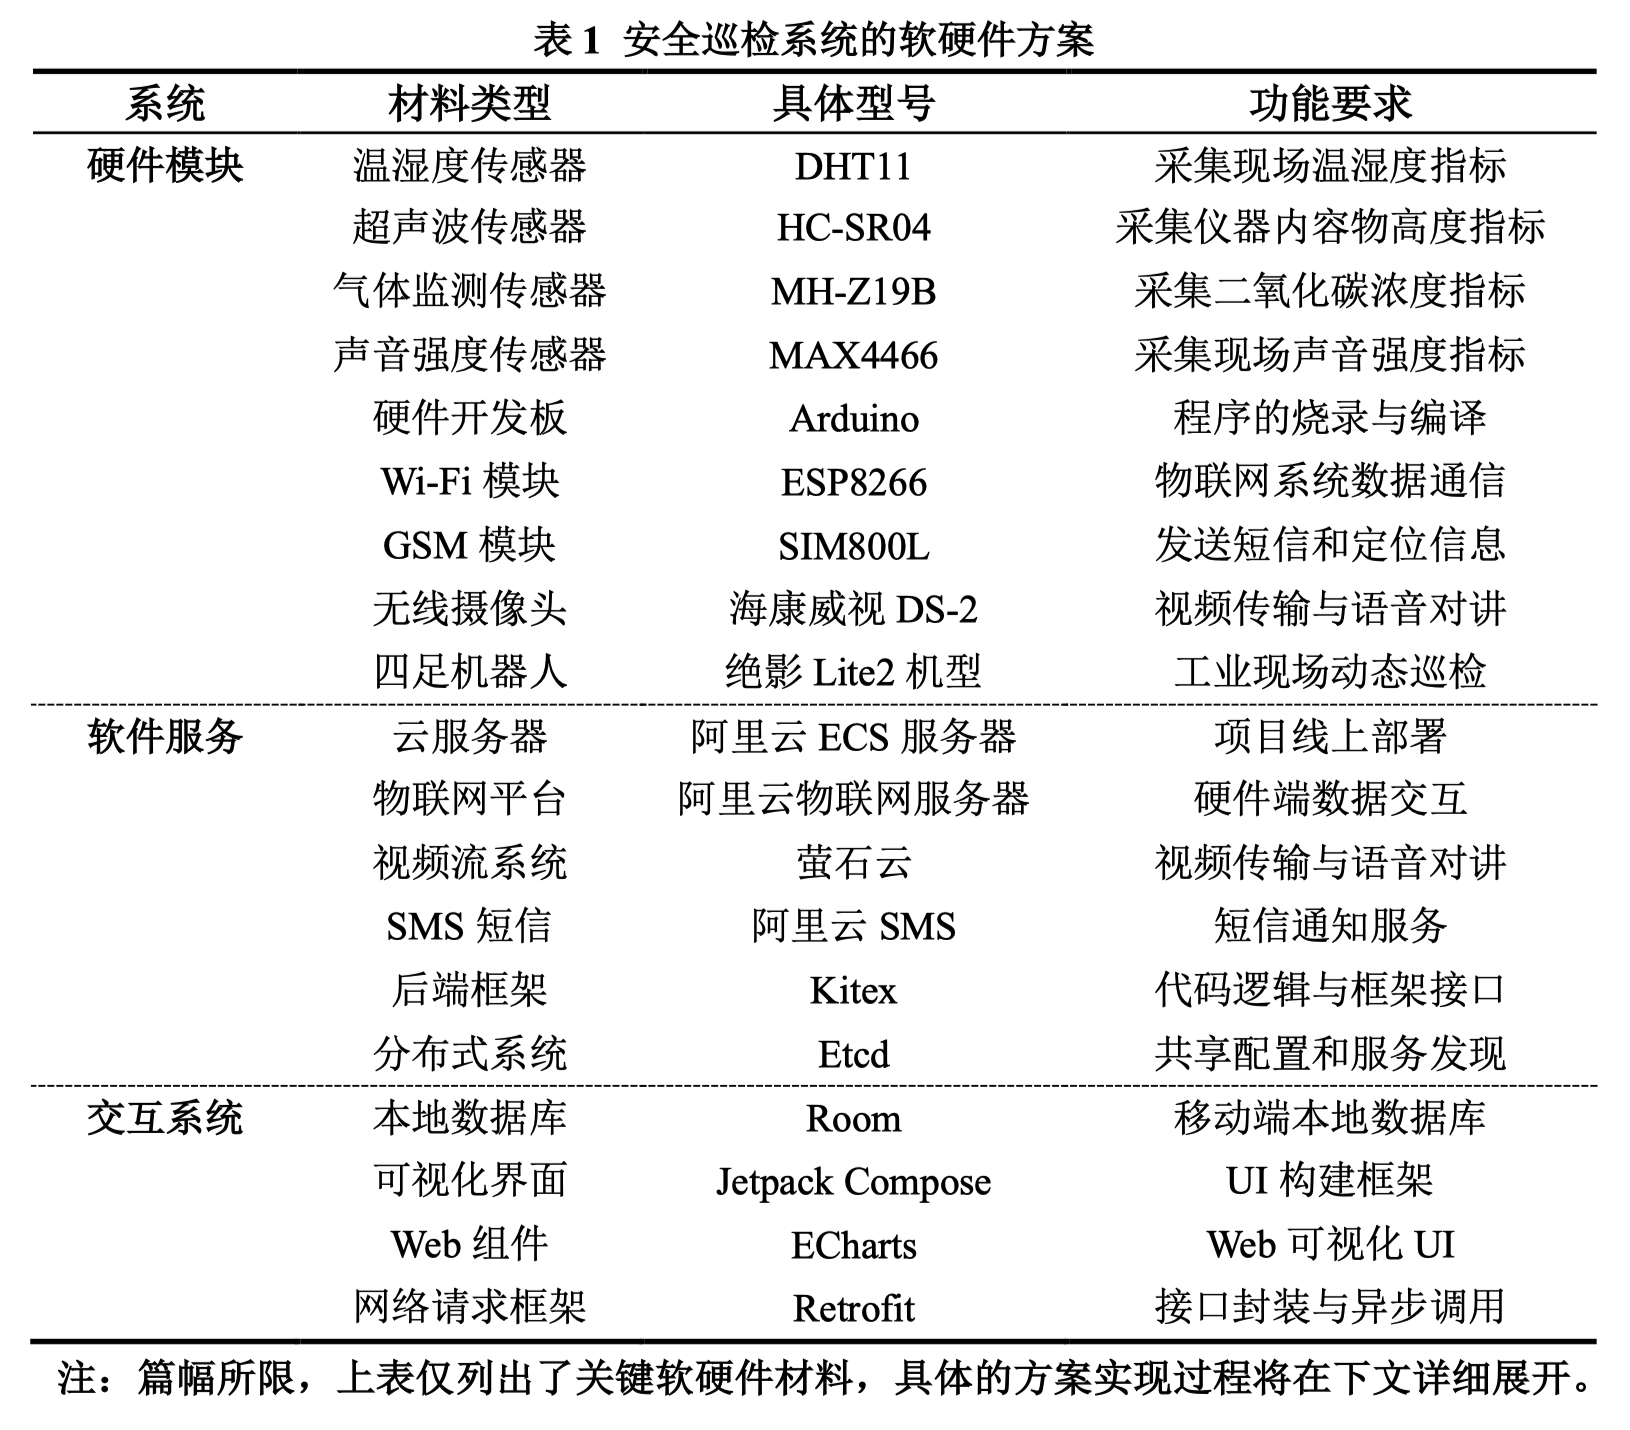 表 1 安全巡检系统的软硬件方案
系统 材料类型 具体型号 功能要求
硬件模块 温湿度传感器 DHT11 采集现场温湿度指标
超声波传感器 HC-SR04 采集仪器内容物高度指标
气体监测传感器 MH-Z19B 采集二氧化碳浓度指标
声音强度传感器 MAX4466 采集现场声音强度指标
硬件开发板 Arduino 程序的烧录与编译
Wi-Fi 模块 ESP8266 物联网系统数据通信
GSM 模块 SIM800L 发送短信和定位信息
无线摄像头 海康威视 DS-2 视频传输与语音对讲
四足机器人 绝影 Lite2 机型 工业现场动态巡检
软件服务 云服务器 阿里云 ECS 服务器 项目线上部署
物联网平台 阿里云物联网服务器 硬件端数据交互
视频流系统 萤石云 视频传输与语音对讲
SMS 短信 阿里云 SMS 短信通知服务
后端框架 Kitex 代码逻辑与框架接口
分布式系统 Etcd 共享配置和服务发现
交互系统 本地数据库 Room 移动端本地数据库
可视化界面 Jetpack Compose UI 构建框架
Web 组件 ECharts Web 可视化 UI
网络请求框架 Retrofit 接口封装与异步调用
注：篇幅所限，上表仅列出了关键软硬件材料，具体的方案实现过程将在下文详细展开。